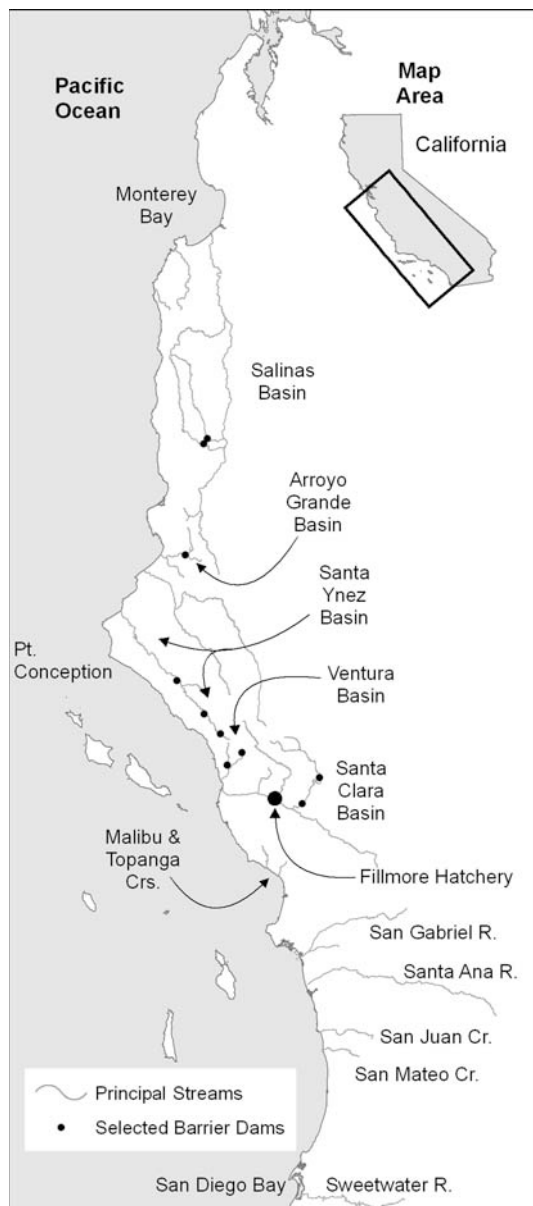 Pacific
Ocean
Map
Area
California
Monterey
Bay
Salinas
Basin
Arroyo
Grande
Basin
Santa
Ynez
Basin
Pt.
Conception
Ventura
Basin
Santa
Clara
Basin
Malibu &
Topanga
Crs.
Fillmore Hatchery
San Gabriel R.
Santa Ana R.
San Juan Cr.
San Mateo Cr.
Principal Streams
Selected Barrier Dams
San Diego Bay
Sweetwater R.